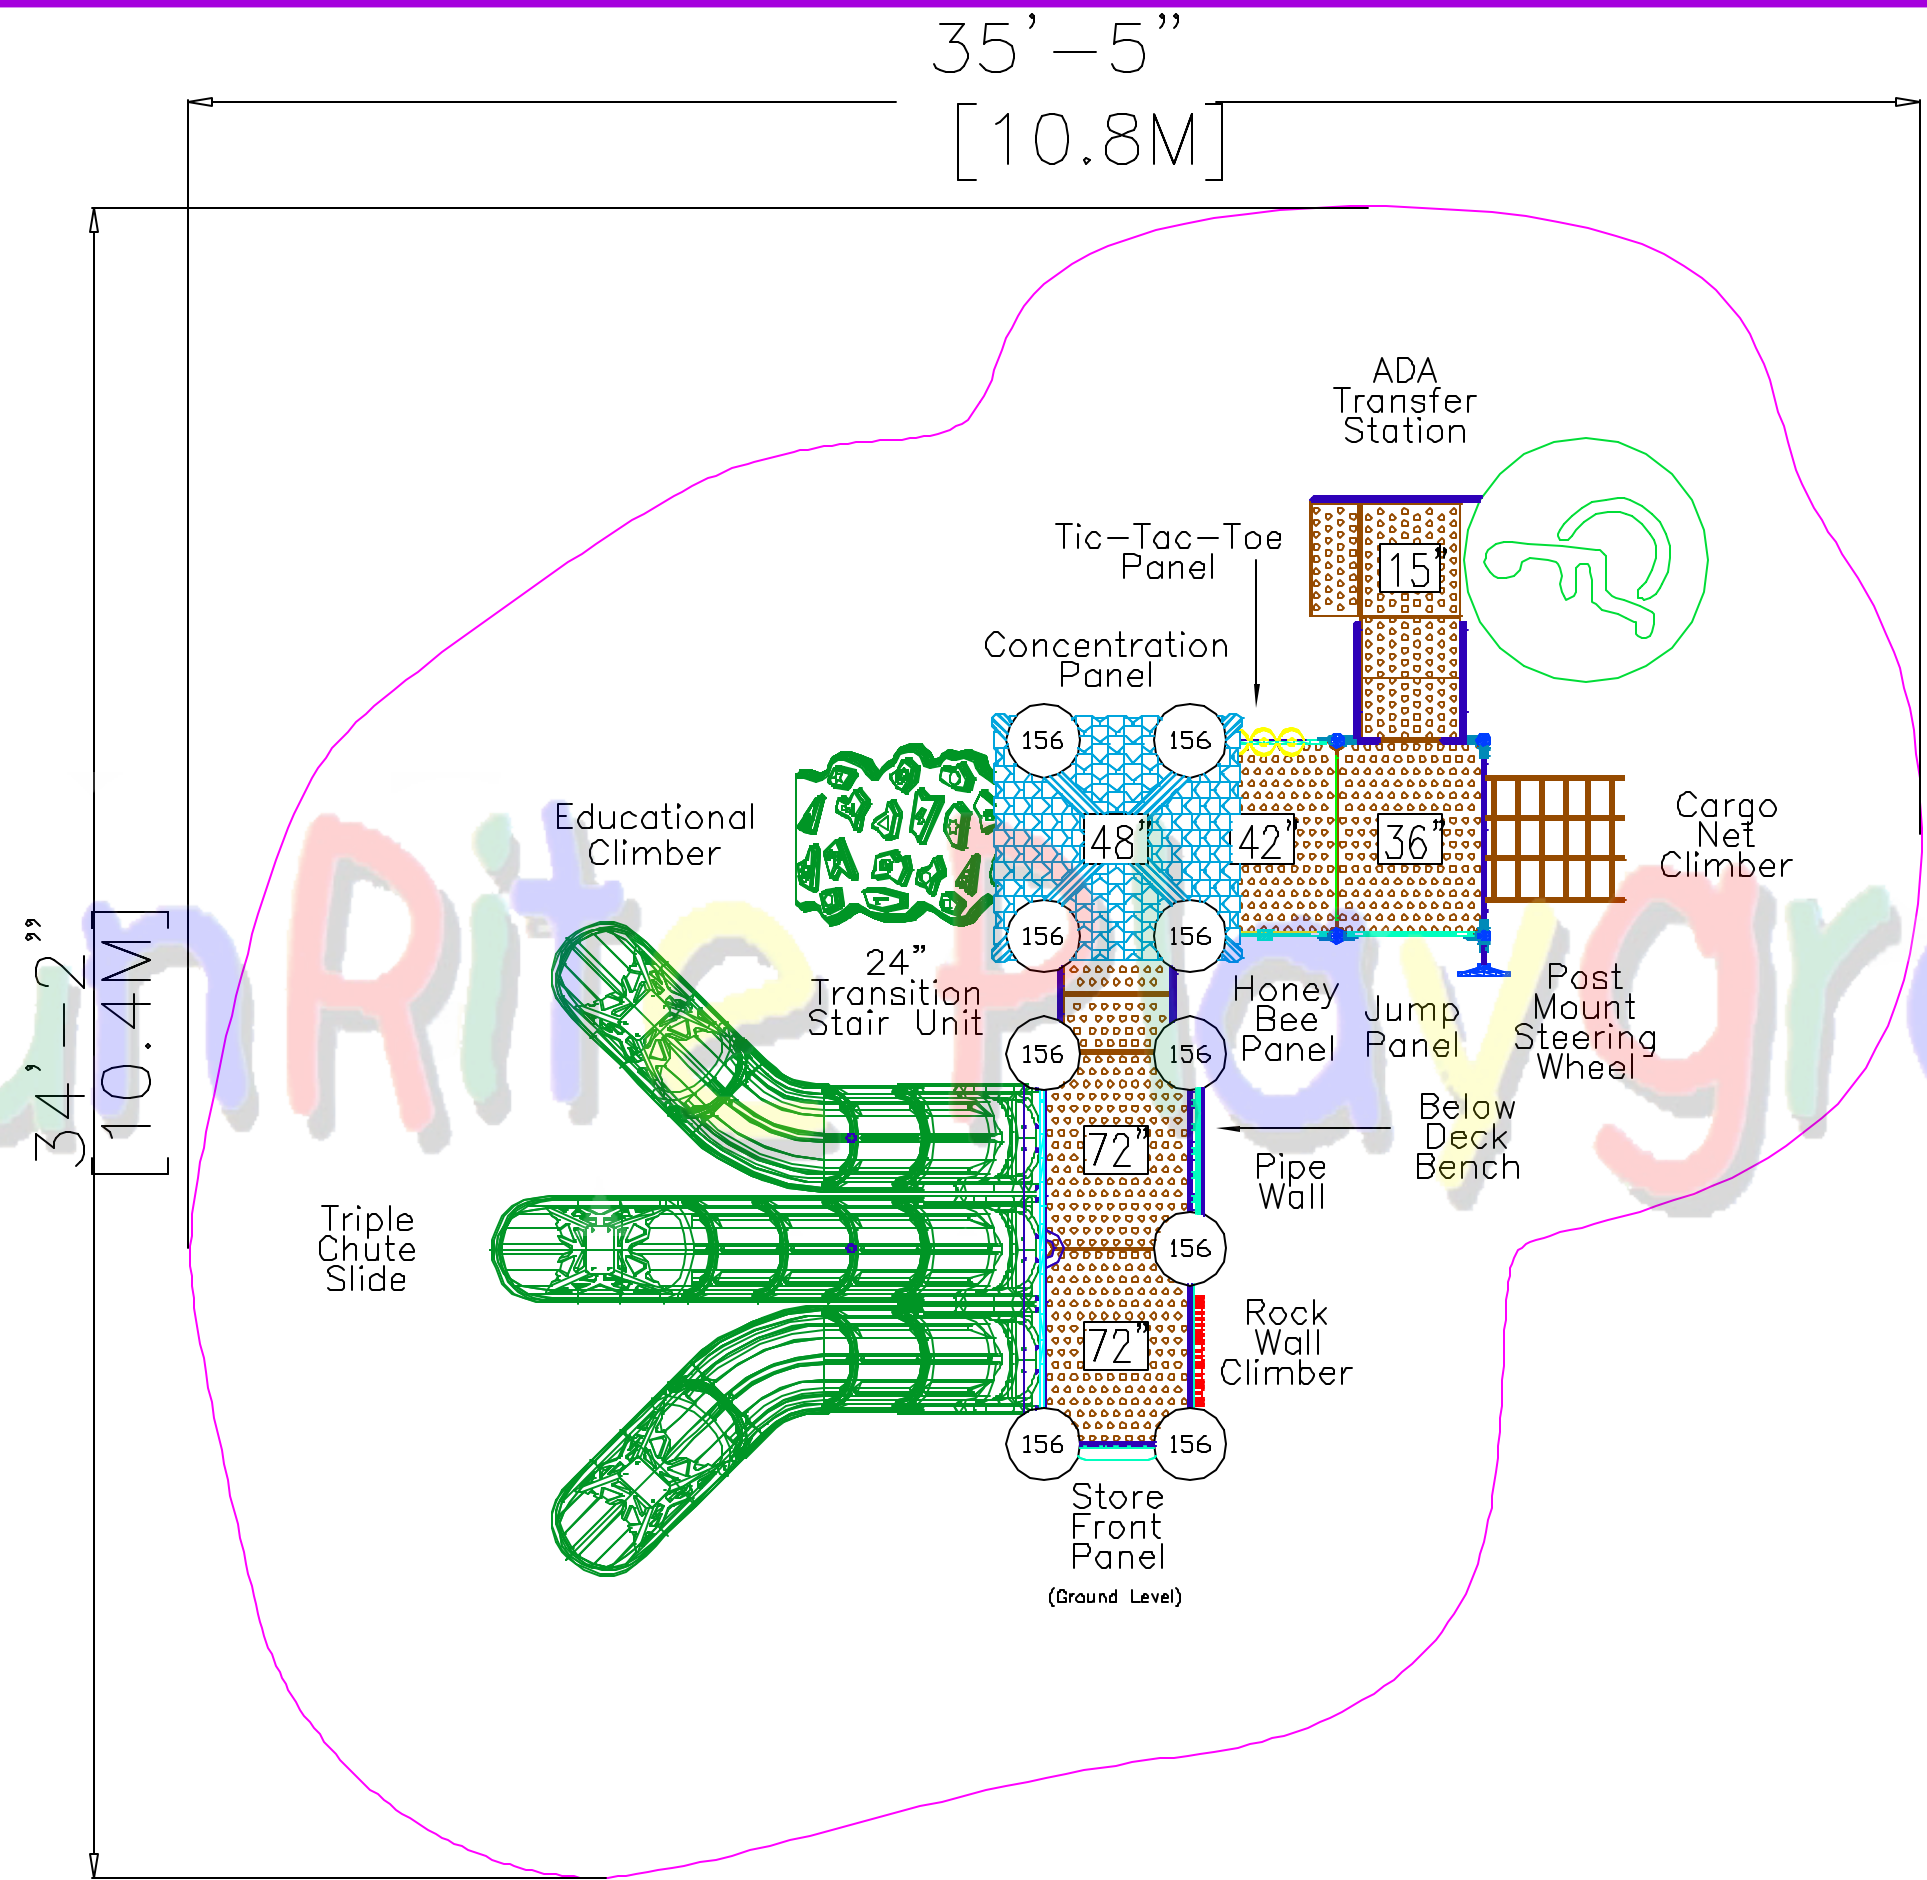 35'-5"
[10.8M]
34'-2"
[10.4M]
ADA
Transfer
Station
15"
Tic-Tac-Toe
Panel
Concentration
Panel
156
156
Educational
Climber
48"
42"
36"
Cargo
Net
Climber
156
156
24"
Transition
Stair Unit
Honey
Bee
Panel
Jump
Panel
Post
Mount
Steering
Wheel
156
156
72"
Below
Deck
Bench
Pipe
Wall
Triple
Chute
Slide
156
72"
Rock
Wall
Climber
156
156
Store
Front
Panel
(Ground Level)
unRite Playgro